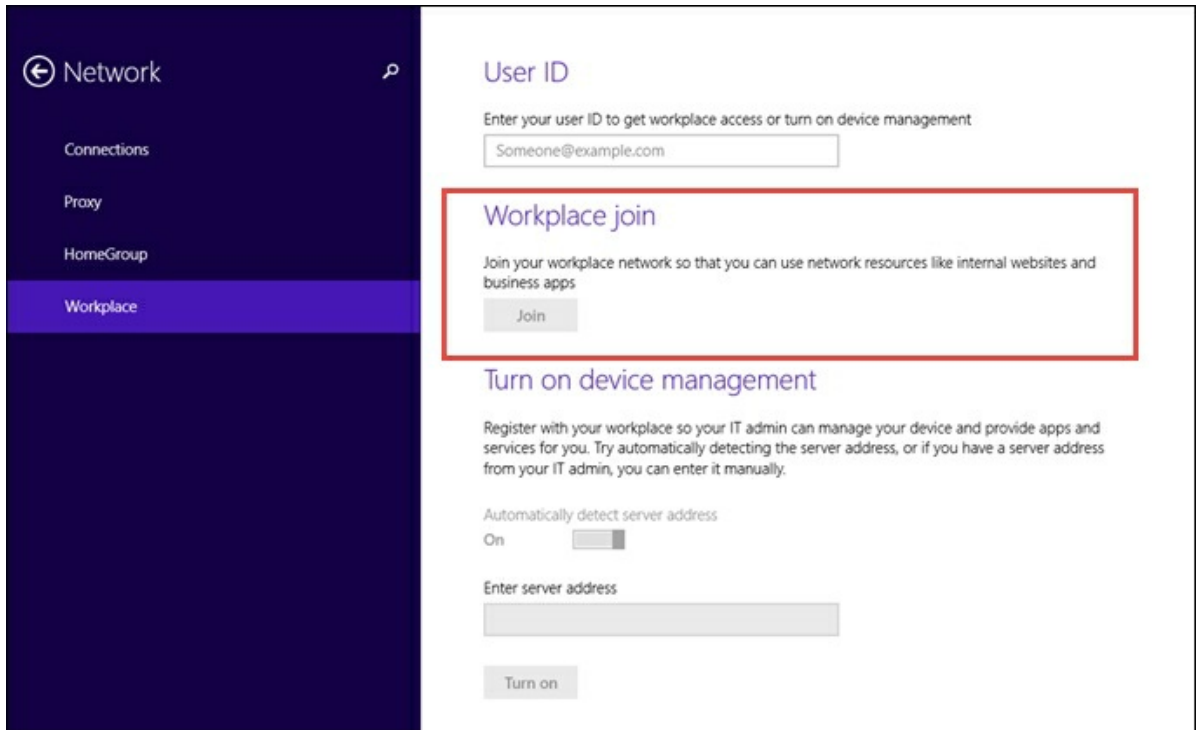 Network
Connections
Proxy
HomeGroup
Workplace
User ID
Enter your user ID to get workplace access or turn on device management
Someone@example.com
Workplace join
Join your workplace network so that you can use network resources like internal websites and
business apps
Join
Turn on device management
Register with your workplace so your IT admin can manage your device and provide apps and
services for you. Try automatically detecting the server address, or if you have a server address
from your IT admin, you can enter it manually.
Automatically detect server address
On
Enter server address
Turn on